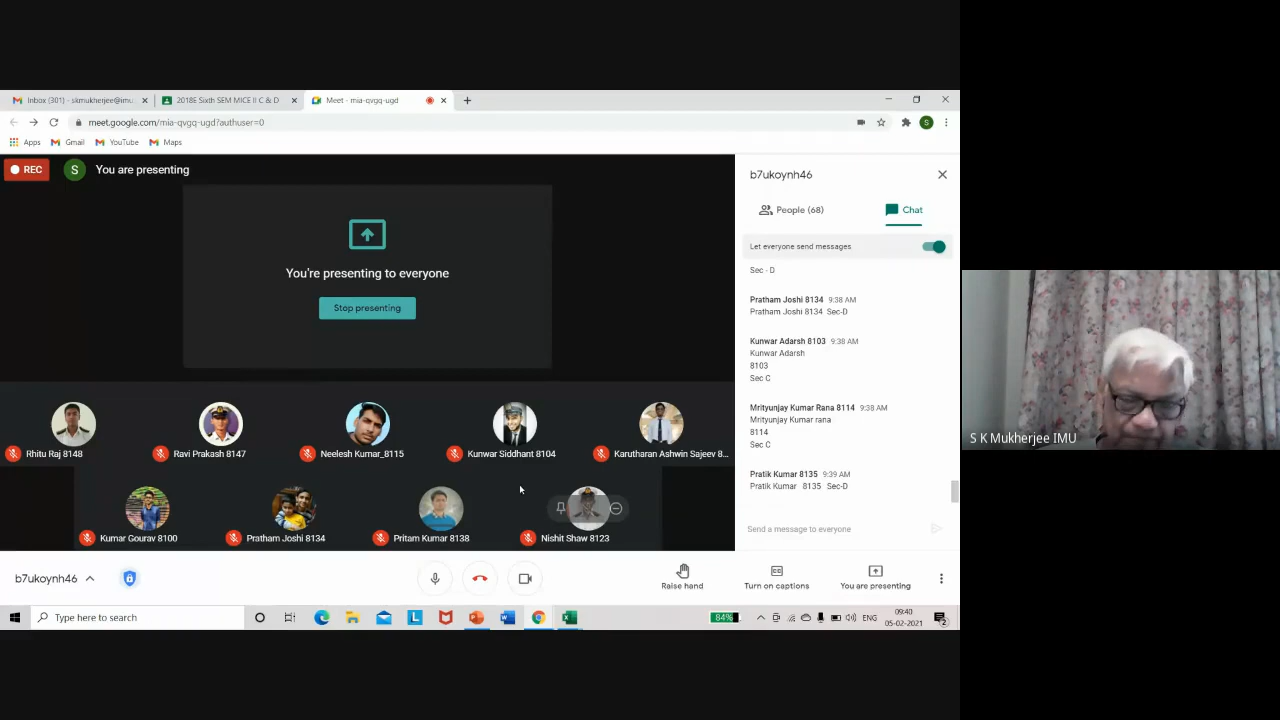 Inbox (301) - skmukherjee@imu
2018E Sixth SEM MICE II C & D
Meet - mia-qvgq-ugd
meet.google.com/mia-qvgq-ugd?authuser=0
S
Apps
Gmail
YouTube
Maps
REC
S
You are presenting
You're presenting to everyone
Stop presenting
Rhitu Raj 8148
Ravi Prakash 8147
Neelesh Kumar_8115
Kunwar Siddhant 8104
Karutharan Ashwin Sajeev 8...
Kumar Gourav 8100
Pratham Joshi 8134
Pritam Kumar 8138
Nishit Shaw 8123
b7ukoynh46
People (68)
Chat
Let everyone send messages
Sec - D
Pratham Joshi 8134 9:38 AM
Pratham Joshi 8134 Sec-D
Kunwar Adarsh 8103 9:38 AM
Kunwar Adarsh
8103
Sec C
Mrityunjay Kumar Rana 8114 9:38 AM
Mrityunjay Kumar rana
8114
Sec C
Pratik Kumar 8135 9:39 AM
Pratik Kumar 8135 Sec-D
Send a message to everyone
b7ukoynh46
Raise hand
Turn on captions
You are presenting
Type here to search
84%
ENG
09:40
05-02-2021
2
S K Mukherjee IMU